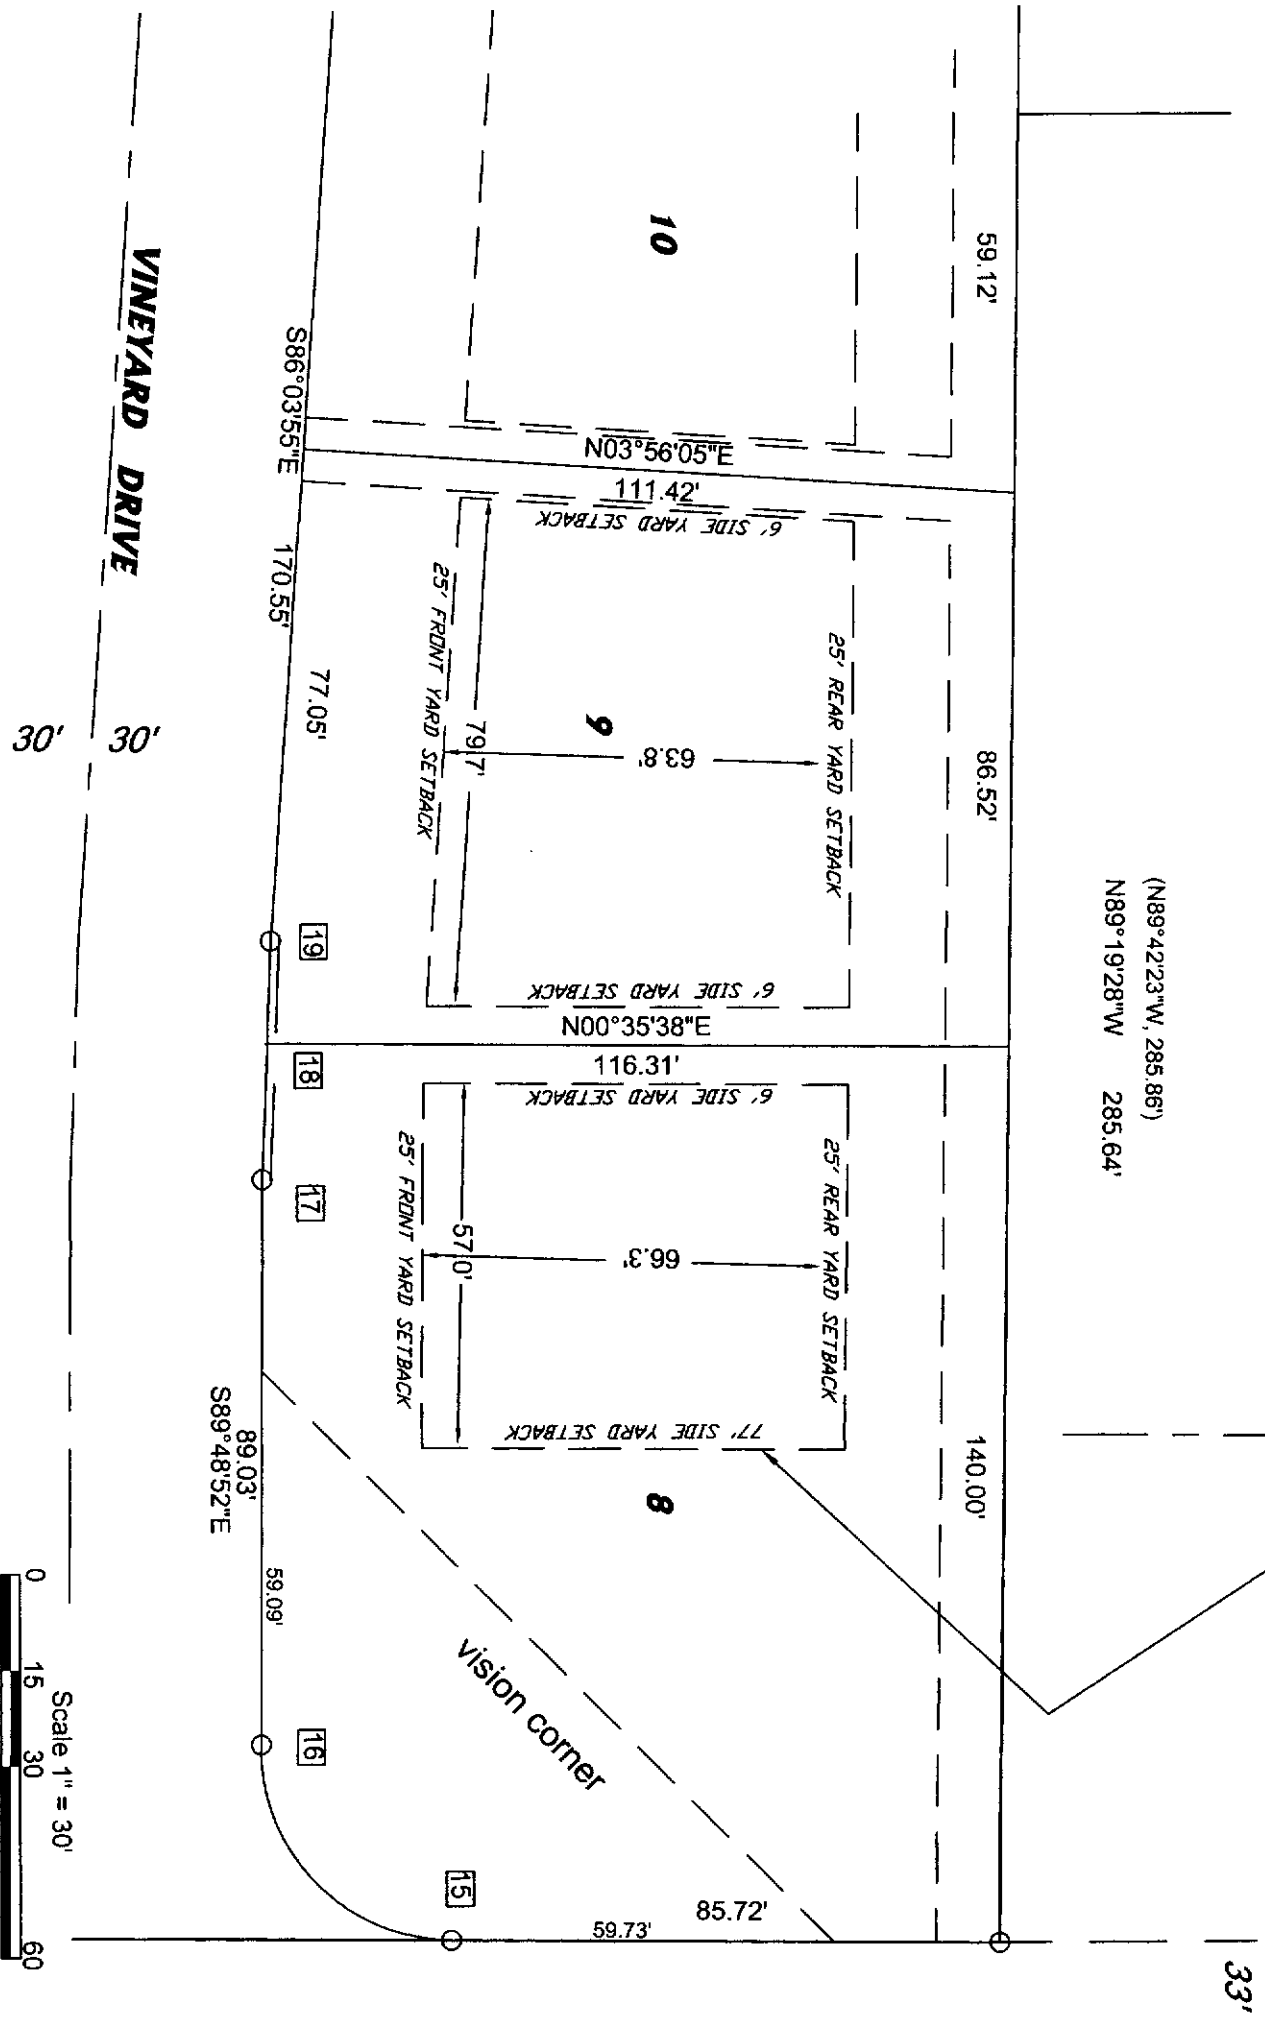 (N89°42'23"W, 285.86')
N89°19'28"W 285.64'
33'
59.12'
86.52'
140.00'
10
N03°56'05"E
111.42'
6' SIDE YARD SETBACK
25' REAR YARD SETBACK
9
63.8'
79.7'
25' FRONT YARD SETBACK
6' SIDE YARD SETBACK
N00°35'38"E
116.31'
6' SIDE YARD SETBACK
25' REAR YARD SETBACK
66.3'
57.0'
25' FRONT YARD SETBACK
77' SIDE YARD SETBACK
8
vision corner
85.72'
59.73'
15
16
17
18
19
S86°03'55"E
170.55'
77.05'
89.03'
S89°48'52"E
59.09'
VINEYARD DRIVE
30'
30'
Scale 1" = 30'
0 15 30 60